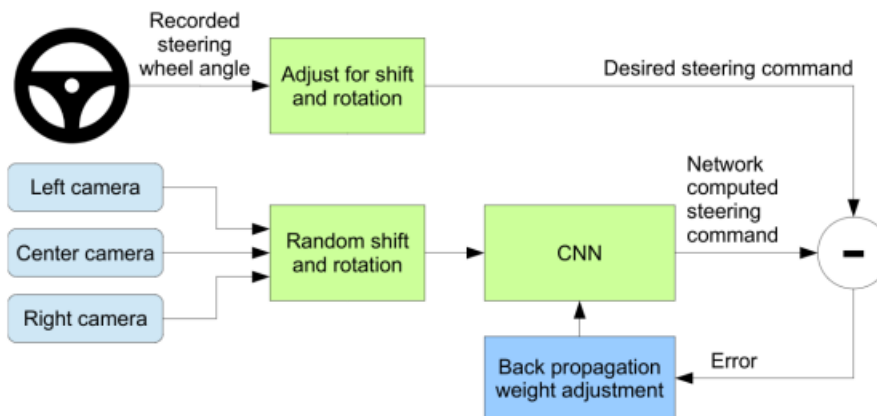 Recorded
steering
wheel angle
Adjust for shift
and rotation
Desired steering command
Left camera
Center camera
Right camera
Random shift
and rotation
CNN
Network
computed
steering
command
-
Back propagation
weight adjustment
Error